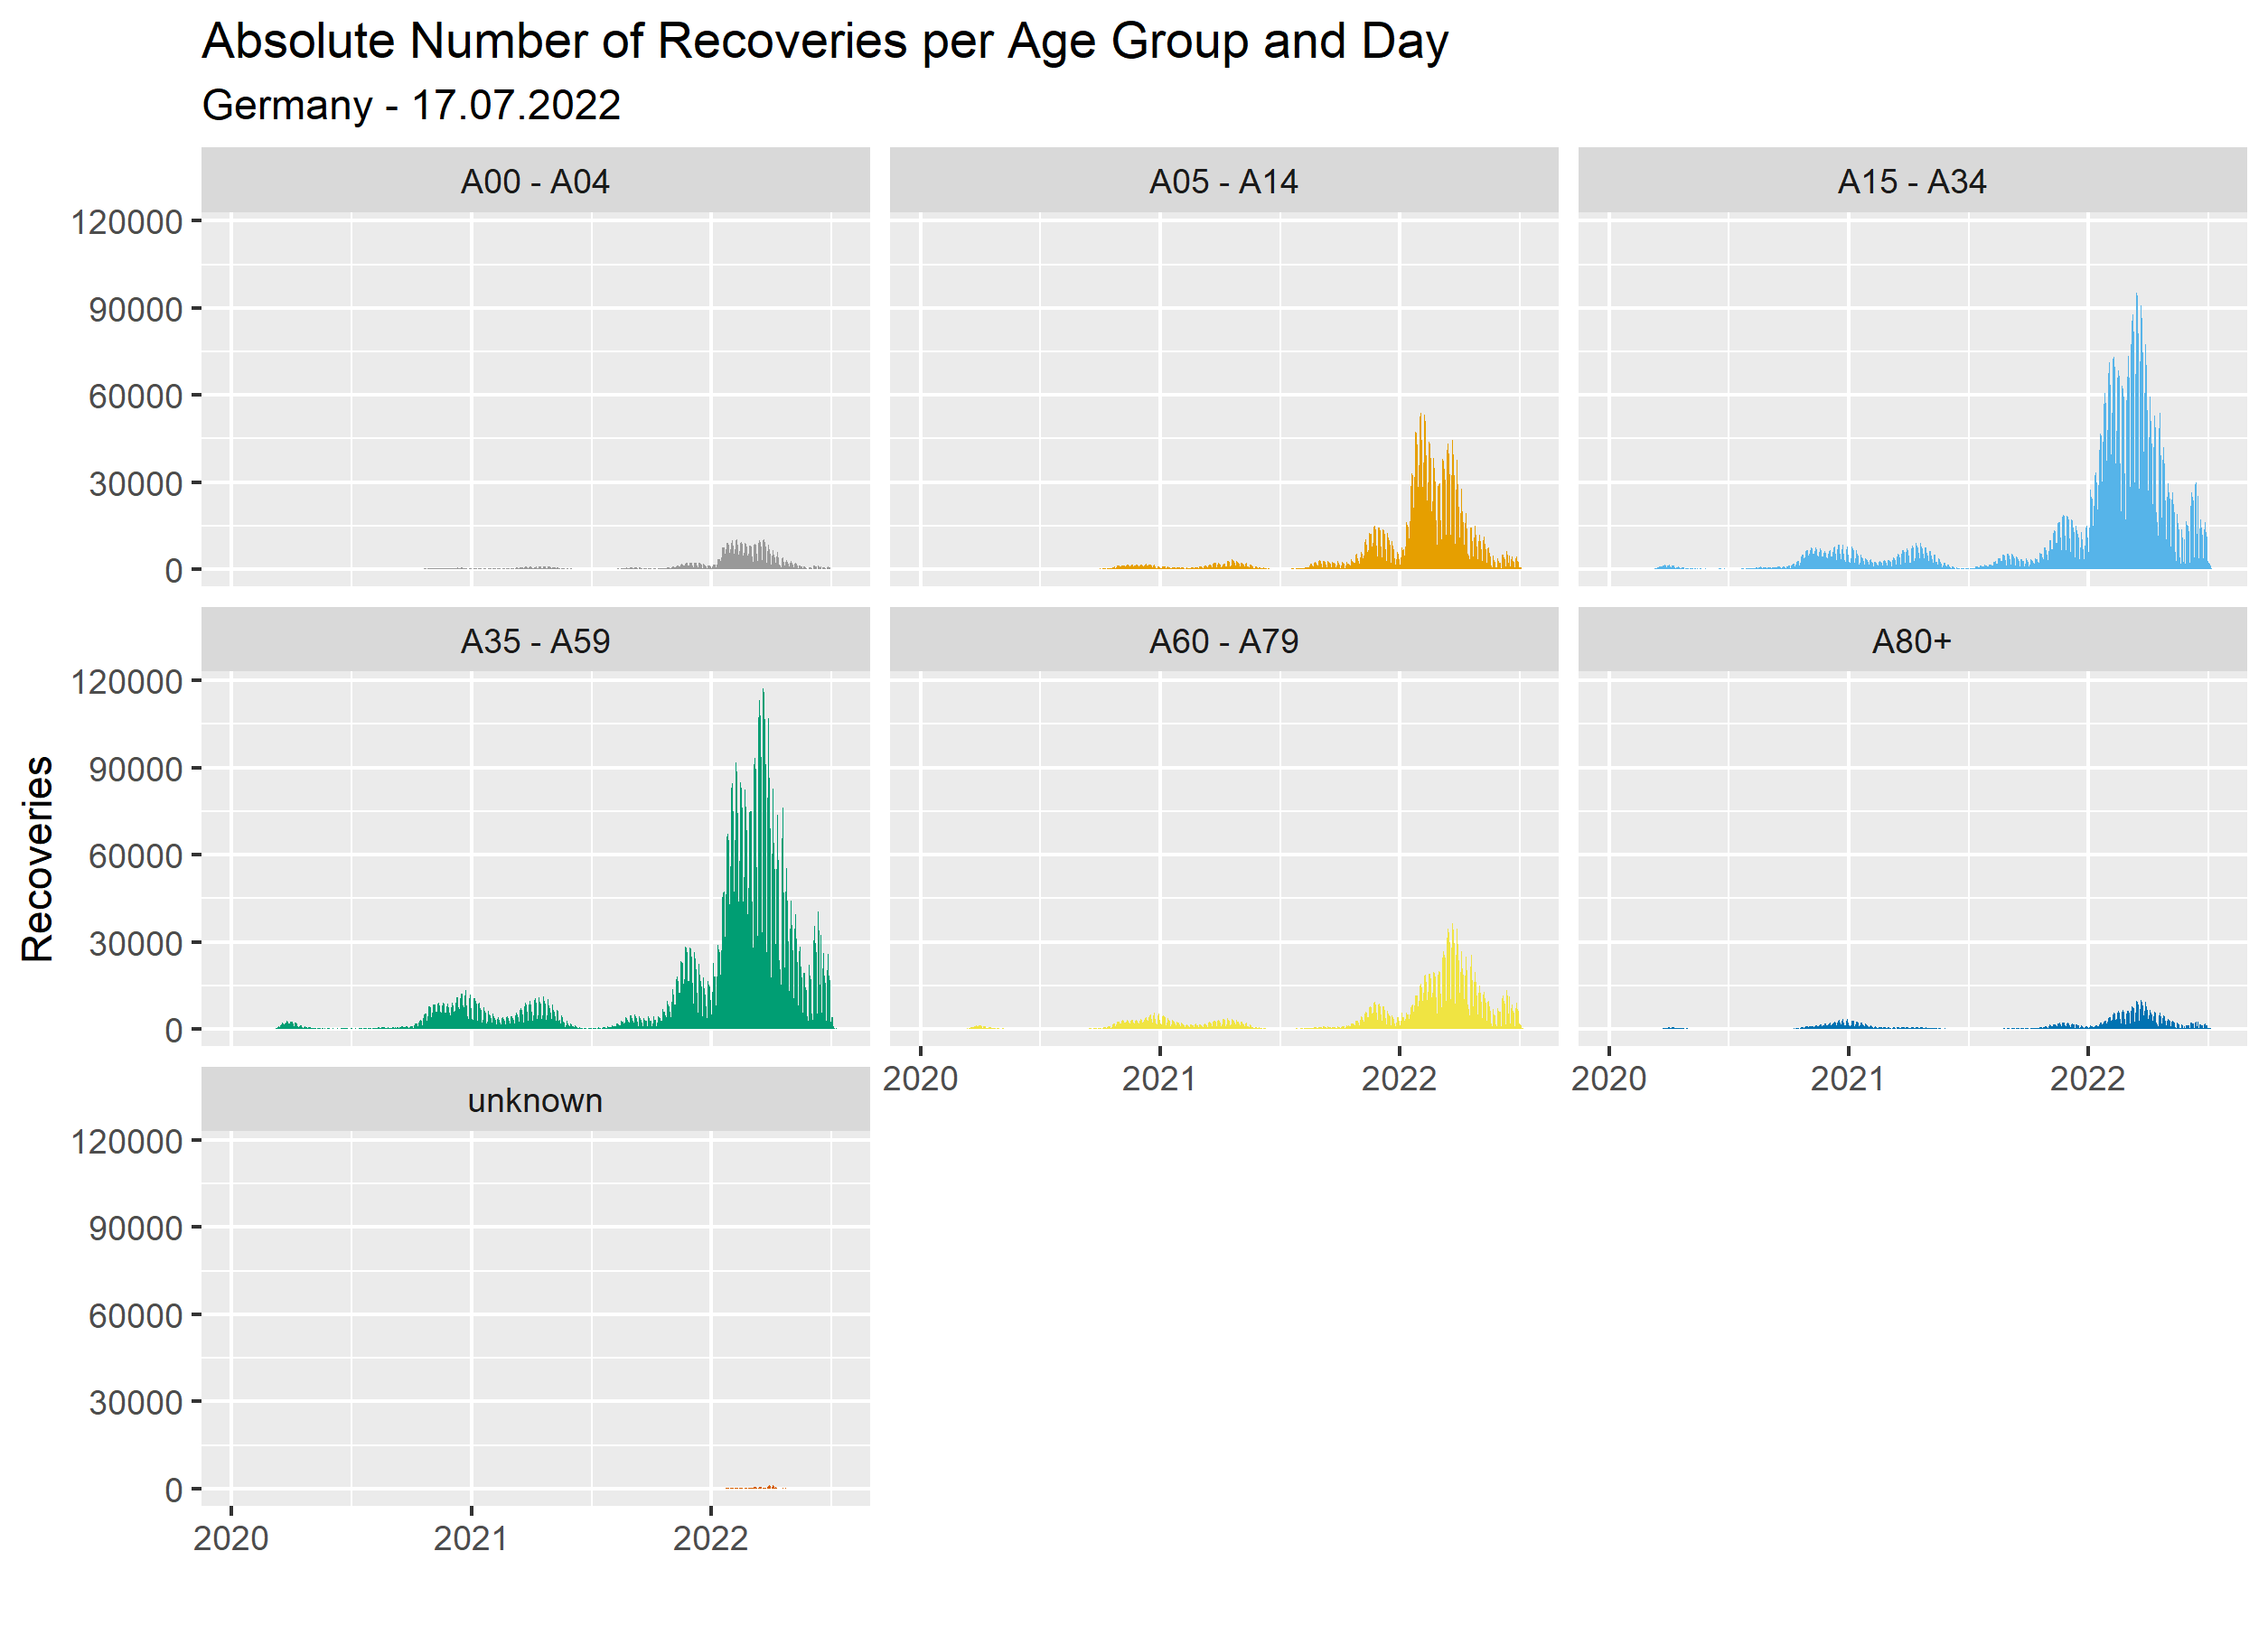 Absolute Number of Recoveries per Age Group and Day
Germany - 17.07.2022
A00 - A04
A05 - A14
A15 - A34
120000
90000
60000
30000
0
A35 - A59
A60 - A79
A80+
120000
90000
60000
30000
0
Recoveries
2020 2021 2022
2020 2021 2022
unknown
120000
90000
60000
30000
0
2020 2021 2022